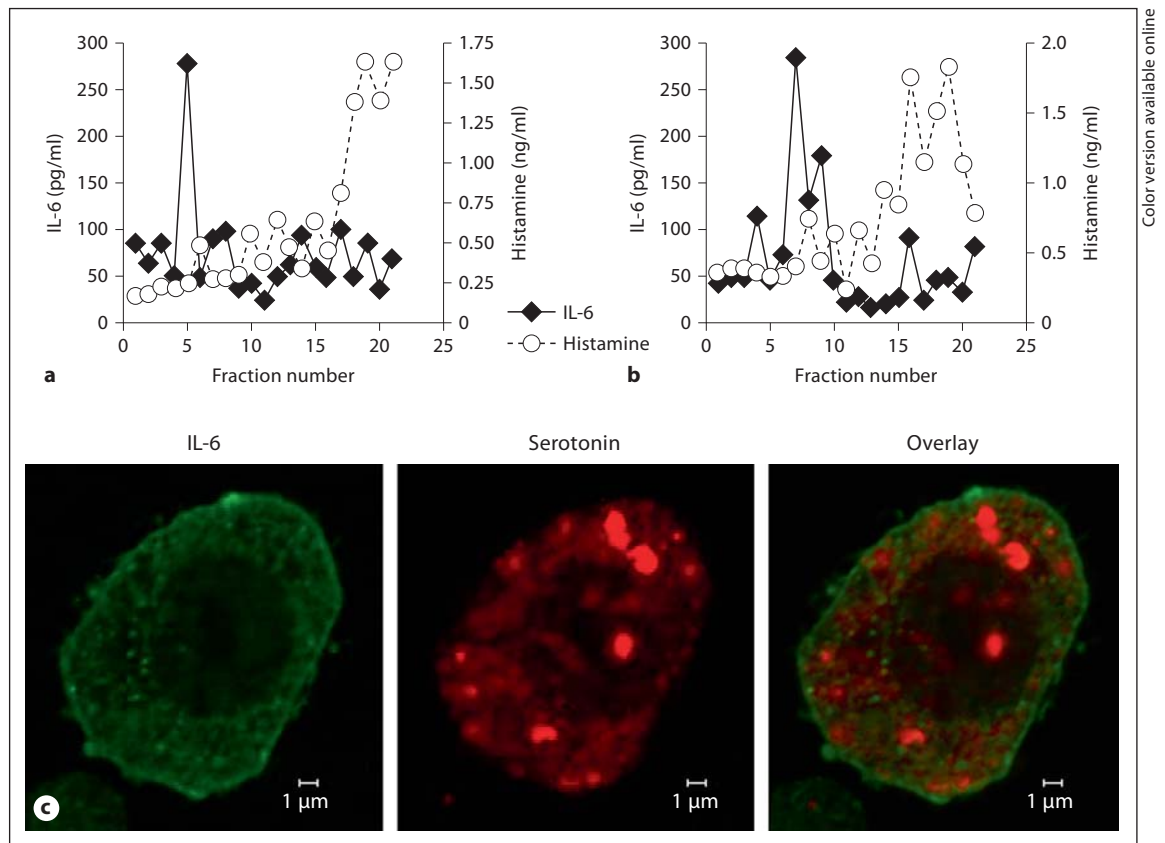 Color version available online
300
250
200
150
100
50
0
IL-6 (pg/ml)
1.75
1.50
1.25
1.00
0.75
0.50
0.25
0
Histamine (ng/ml)
0 5 10 15 20 25
Fraction number
a
IL-6
Histamine
300
250
200
150
100
50
0
IL-6 (pg/ml)
2.0
1.5
1.0
0.5
0
Histamine (ng/ml)
0 5 10 15 20 25
Fraction number
b
IL-6 Serotonin Overlay
c
1 μm 1 μm 1 μm